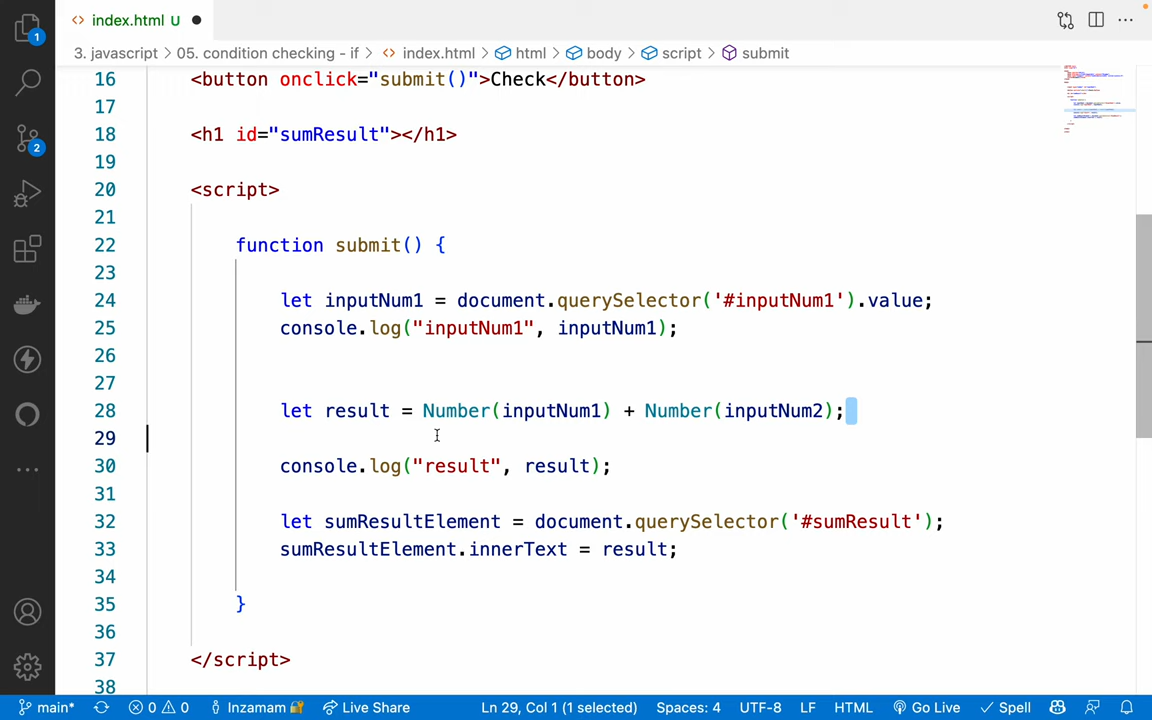 index.html U
1
3. javascript > 05. condition checking - if > index.html > html > body > script > submit
16 <button onclick="submit()">Check</button>
17
18 <h1 id="sumResult"></h1>
2
19
20 <script>
21
22 function submit() {
23
24 let inputNum1 = document.querySelector('#inputNum1').value;
25 console.log("inputNum1", inputNum1);
26
27
28 let result = Number(inputNum1) + Number(inputNum2);
29
30 console.log("result", result);
31
32 let sumResultElement = document.querySelector('#sumResult');
33 sumResultElement.innerText = result;
34
35 }
36
37 </script>
38
main* 0 0 Inzamam Live Share Ln 29, Col 1 (1 selected) Spaces: 4 UTF-8 LF HTML Go Live Spell